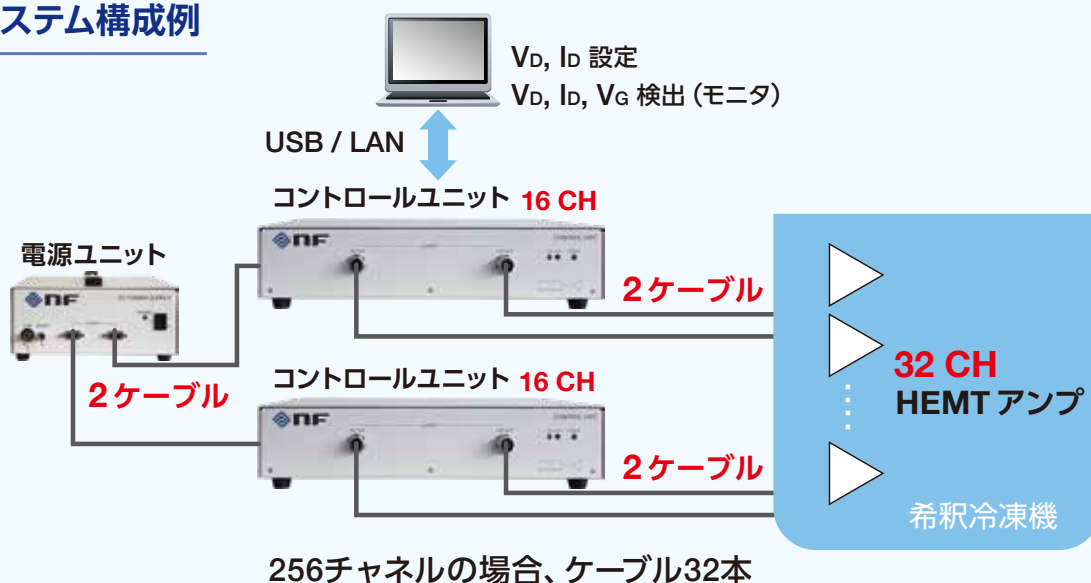 ステム構成例
VD, ID 設定
VD, ID, VG 検出（モニタ）
USB / LAN
コントロールユニット 16 CH
電源ユニット
NF
NF
2ケーブル
2ケーブル
32 CH
HEMT アンプ
コントロールユニット 16 CH
NF
2ケーブル
希釈冷凍機
256チャネルの場合、ケーブル32本